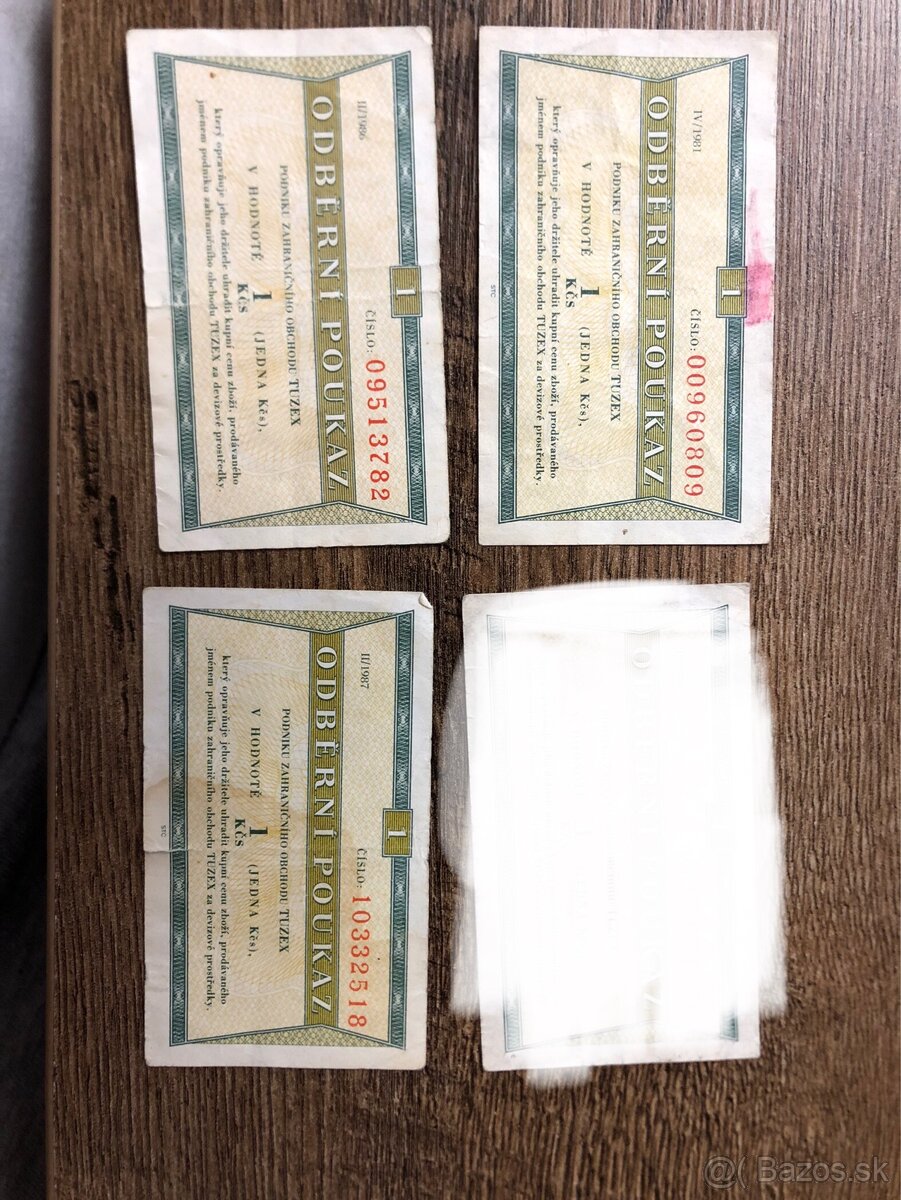 II/1986
1
ČÍSLO: 09513782
ODBĚRNÍ POUKAZ
PODNIKU ZAHRANIČNÍHO OBCHODU TUZEX
V HODNOTĚ 1 Kčs (JEDNA Kčs),
který opravňuje jeho držitele uhradit kupní cenu zboží, prodávaného
jménem podniku zahraničního obchodu TUZEX za devizové prostředky.
IV/1981
1
ČÍSLO: 00960809
ODBĚRNÍ POUKAZ
PODNIKU ZAHRANIČNÍHO OBCHODU TUZEX
V HODNOTĚ 1 Kčs (JEDNA Kčs),
který opravňuje jeho držitele uhradit kupní cenu zboží, prodávaného
jménem podniku zahraničního obchodu TUZEX za devizové prostředky.
STC
II/1987
1
ČÍSLO: 10332518
ODBĚRNÍ POUKAZ
PODNIKU ZAHRANIČNÍHO OBCHODU TUZEX
V HODNOTĚ 1 Kčs (JEDNA Kčs),
který opravňuje jeho držitele uhradit kupní cenu zboží, prodávaného
jménem podniku zahraničního obchodu TUZEX za devizové prostředky.
STC
@( Bazos.sk